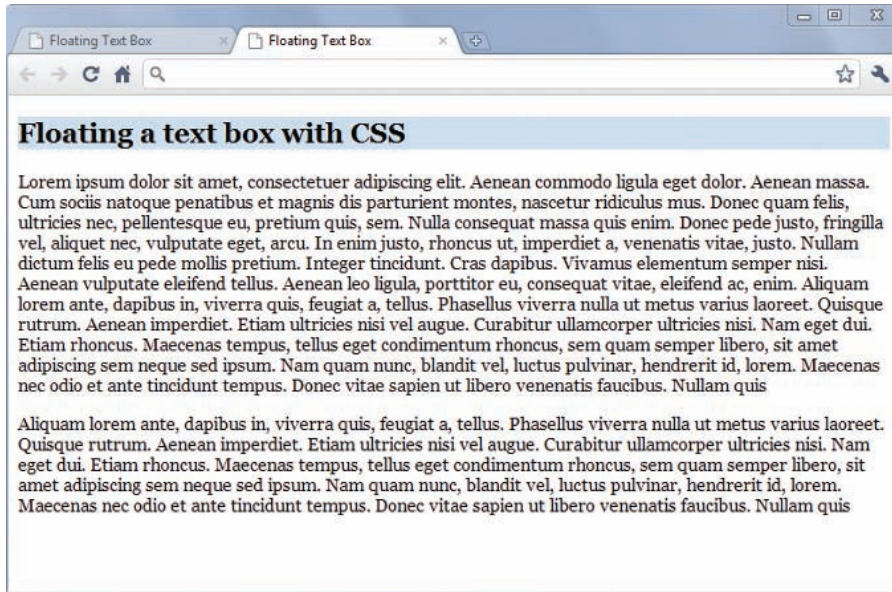 Floating Text Box
Floating Text Box
Floating a text box with CSS
Lorem ipsum dolor sit amet, consectetuer adipiscing elit. Aenean commodo ligula eget dolor. Aenean massa.
Cum sociis natoque penatibus et magnis dis parturient montes, nascetur ridiculus mus. Donec quam felis,
ultricies nec, pellentesque eu, pretium quis, sem. Nulla consequat massa quis enim. Donec pede justo, fringilla
vel, aliquet nec, vulputate eget, arcu. In enim justo, rhoncus ut, imperdiet a, venenatis vitae, justo. Nullam
dictum felis eu pede mollis pretium. Integer tincidunt. Cras dapibus. Vivamus elementum semper nisi.
Aenean vulputate eleifend tellus. Aenean leo ligula, porttitor eu, consequat vitae, eleifend ac, enim. Aliquam
lorem ante, dapibus in, viverra quis, feugiat a, tellus. Phasellus viverra nulla ut metus varius laoreet. Quisque
rutrum. Aenean imperdiet. Etiam ultricies nisi vel augue. Curabitur ullamcorper ultricies nisi. Nam eget dui.
Etiam rhoncus. Maecenas tempus, tellus eget condimentum rhoncus, sem quam semper libero, sit amet
adipiscing sem neque sed ipsum. Nam quam nunc, blandit vel, luctus pulvinar, hendrerit id, lorem. Maecenas
nec odio et ante tincidunt tempus. Donec vitae sapien ut libero venenatis faucibus. Nullam quis
Aliquam lorem ante, dapibus in, viverra quis, feugiat a, tellus. Phasellus viverra nulla ut metus varius laoreet.
Quisque rutrum. Aenean imperdiet. Etiam ultricies nisi vel augue. Curabitur ullamcorper ultricies nisi. Nam
eget dui. Etiam rhoncus. Maecenas tempus, tellus eget condimentum rhoncus, sem quam semper libero, sit
amet adipiscing sem neque sed ipsum. Nam quam nunc, blandit vel, luctus pulvinar, hendrerit id, lorem.
Maecenas nec odio et ante tincidunt tempus. Donec vitae sapien ut libero venenatis faucibus. Nullam quis